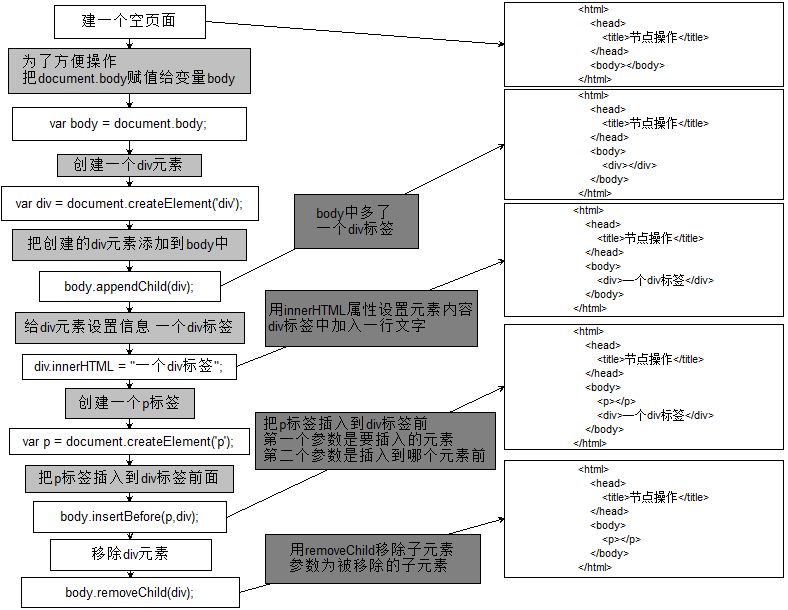 建一个空页面
为了方便操作
把document.body赋值给变量body
var body = document.body;
创建一个div元素
var div = document.createElement('div');
把创建的div元素添加到body中
body.appendChild(div);
给div元素设置信息 一个div标签
div.innerHTML = "一个div标签";
创建一个p标签
var p = document.createElement('p');
把p标签插入到div标签前面
body.insertBefore(p,div);
移除div元素
body.removeChild(div);
body中多了
一个div标签
用innerHTML属性设置元素内容
div标签中加入一行文字
把p标签插入到div标签前
第一个参数是要插入的元素
第二个参数是插入到哪个元素前
用removeChild移除子元素
参数为被移除的子元素
<html>
<head>
<title>节点操作</title>
</head>
<body></body>
</html>
<html>
<head>
<title>节点操作</title>
</head>
<body>
<div></div>
</body>
</html>
<html>
<head>
<title>节点操作</title>
</head>
<body>
<div>一个div标签</div>
</body>
</html>
<html>
<head>
<title>节点操作</title>
</head>
<body>
<p></p>
<div>一个div标签</div>
</body>
</html>
<html>
<head>
<title>节点操作</title>
</head>
<body>
<p></p>
</body>
</html>